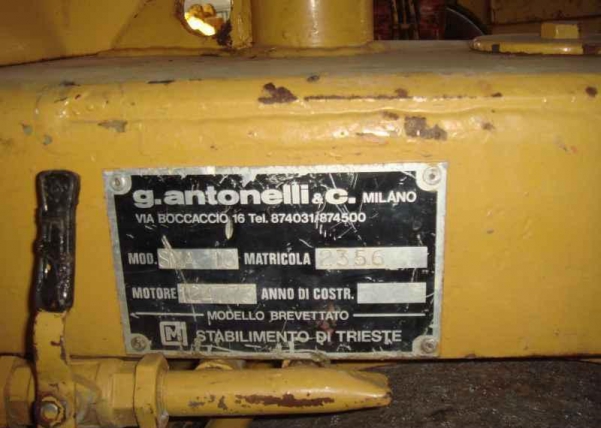 g.antonelli & C. MILANO
VIA BOCCACCIO 16 Tel. 874031/874500
MOD. MATRICOLA 2356
MOTORE ANNO DI COSTR.
MODELLO BREVETTATO
M STABILIMENTO DI TRIESTE